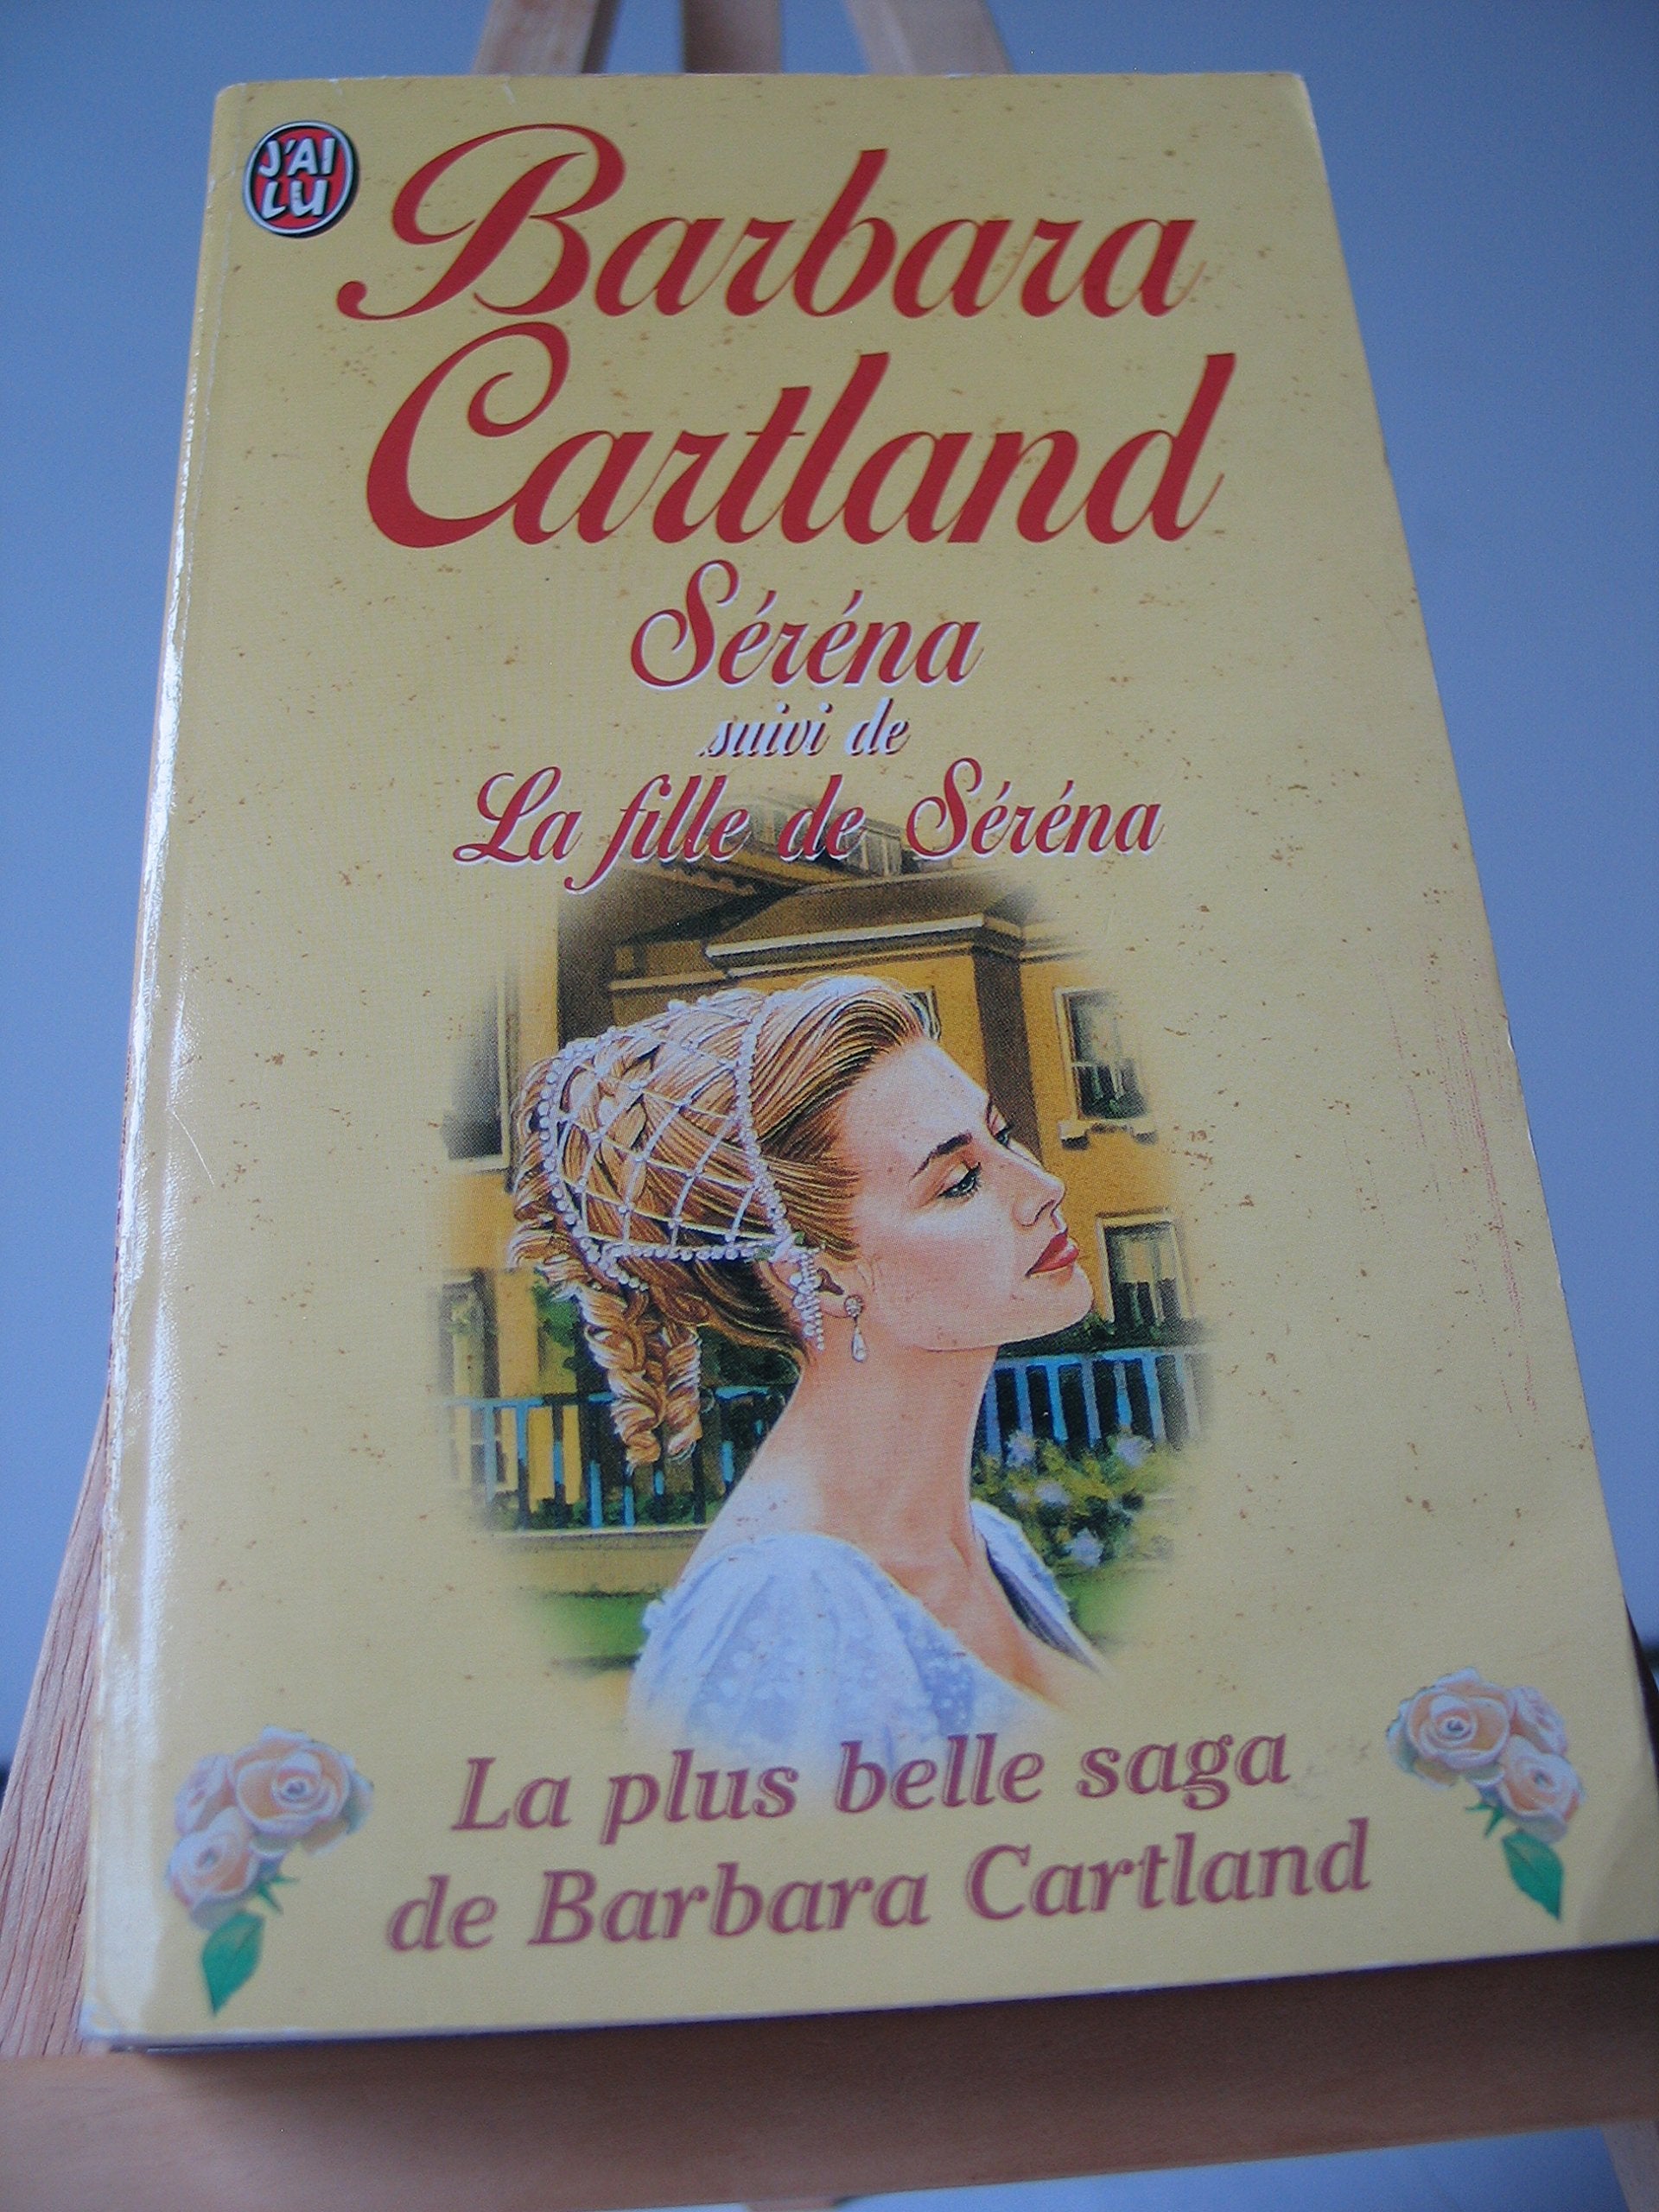 J'AI
LU
Barbara
Cartland
Séréna
suivi de
La fille de Séréna
La plus belle saga
de Barbara Cartland